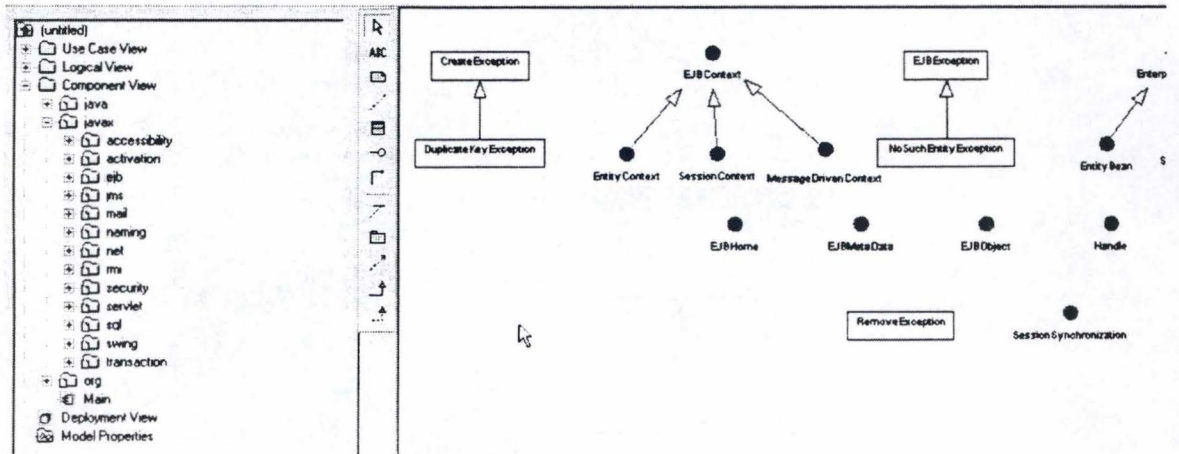 (untitled)
Use Case View
Logical View
Component View
java
javax
accessibility
activation
ejb
jms
mail
naming
net
rmi
security
servlet
sql
swing
transaction
org
Main
Deployment View
Model Properties
ABC
Create Exception
EJB Context
EJB Exception
Enterp
Duplicate Key Exception
Entity Context
Session Context
Message Driven Context
No Such Entity Exception
Entity Bean
S
EJB Home
EJB Meta Data
EJB Object
Handle
Remove Exception
Session Synchronization